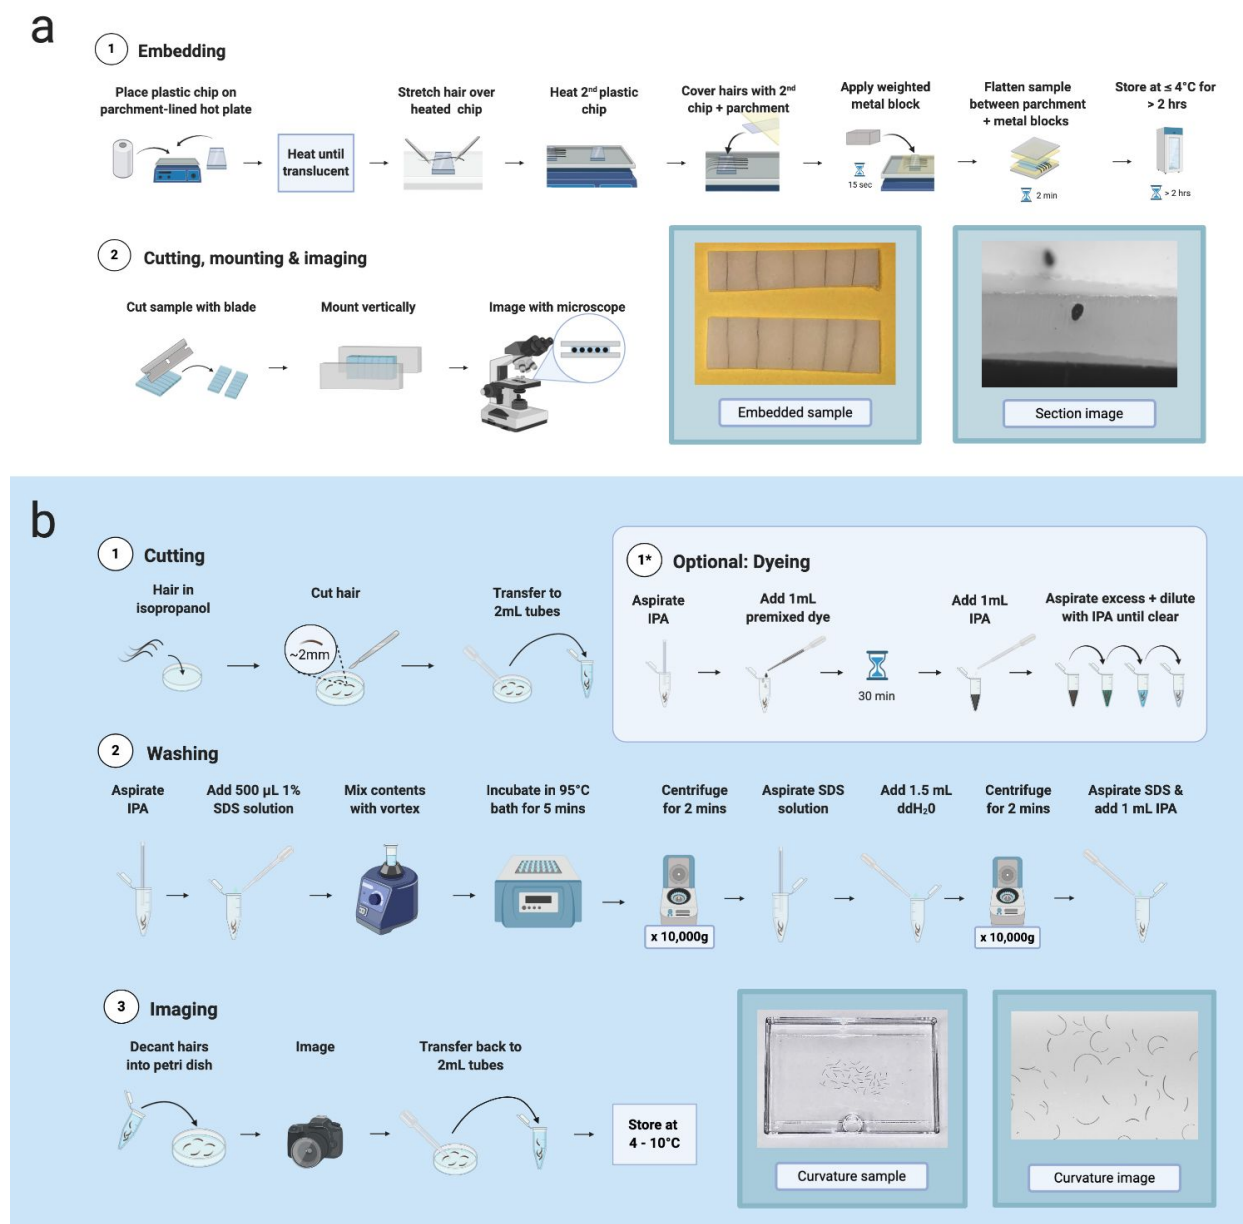 a
1 Embedding
Place plastic chip on
parchment-lined hot plate
Heat until
translucent
Stretch hair over
heated chip
Heat 2nd plastic
chip
Cover hairs with 2nd
chip + parchment
Apply weighted
metal block
15 sec
Flatten sample
between parchment
+ metal blocks
2 min
Store at ≤ 4°C for
> 2 hrs
> 2 hrs
2 Cutting, mounting & imaging
Cut sample with blade
Mount vertically
Image with microscope
Embedded sample
Section image
b
1 Cutting
Hair in
isopropanol
Cut hair
~2mm
Transfer to
2mL tubes
1* Optional: Dyeing
Aspirate
IPA
Add 1mL
premixed dye
30 min
Add 1mL
IPA
Aspirate excess + dilute
with IPA until clear
2 Washing
Aspirate
IPA
Add 500 µL 1%
SDS solution
Mix contents
with vortex
Incubate in 95°C
bath for 5 mins
Centrifuge
for 2 mins
x 10,000g
Aspirate SDS
solution
Add 1.5 mL
ddH₂0
Centrifuge
for 2 mins
x 10,000g
Aspirate SDS &
add 1 mL IPA
3 Imaging
Decant hairs
into petri dish
Image
Transfer back to
2mL tubes
Store at
4 - 10°C
Curvature sample
Curvature image